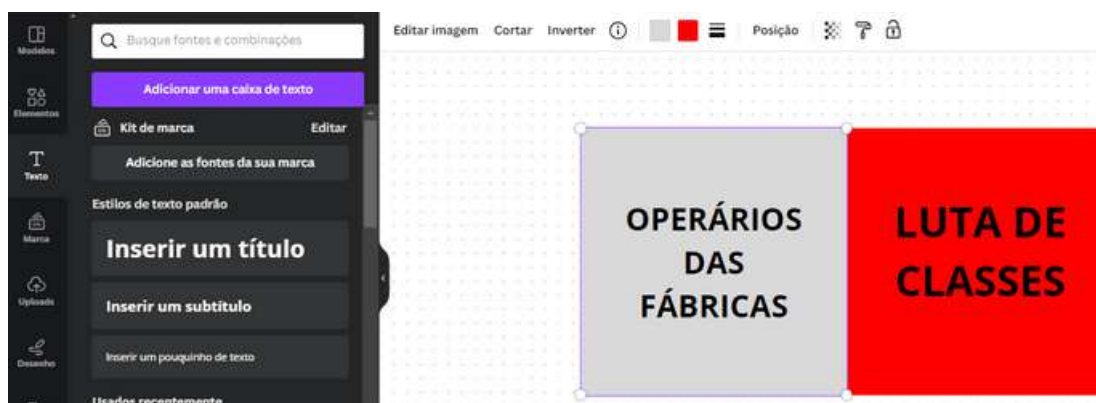 Modelos
Elementos
Texto
Marca
Uploads
Desenho
Busque fontes e combinações
Adicionar uma caixa de texto
Kit de marca
Editar
Adicione as fontes da sua marca
Estilos de texto padrão
Inserir um título
Inserir um subtítulo
Inserir um pouquinho de texto
Usados recentemente
Editar imagem Cortar Inverter Posição
OPERÁRIOS
DAS
FÁBRICAS
LUTA DE
CLASSES